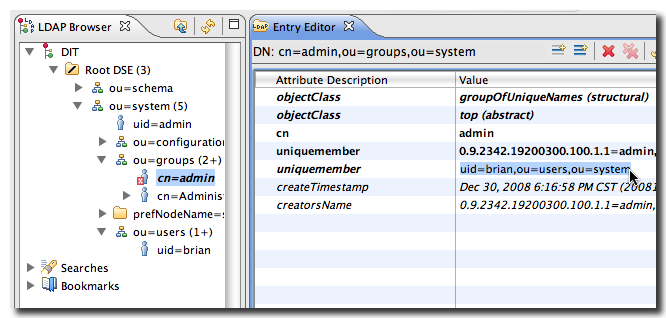 LDAP Browser
DIT
Root DSE (3)
ou=schema
ou=system (5)
uid=admin
ou=configuration
ou=groups (2+)
cn=admin
cn=Adminis
prefNodeName=s
ou=users (1+)
uid=brian
Searches
Bookmarks
LDAP Entry Editor
DN: cn=admin,ou=groups,ou=system
Attribute Description Value
objectClass groupOfUniqueNames (structural)
objectClass top (abstract)
cn admin
uniquemember 0.9.2342.19200300.100.1.1=admin,
uniquemember uid=brian,ou=users,ou=system
createTimestamp Dec 30, 2008 6:16:58 PM CST (20081
creatorsName 0.9.2342.19200300.100.1.1=admin,